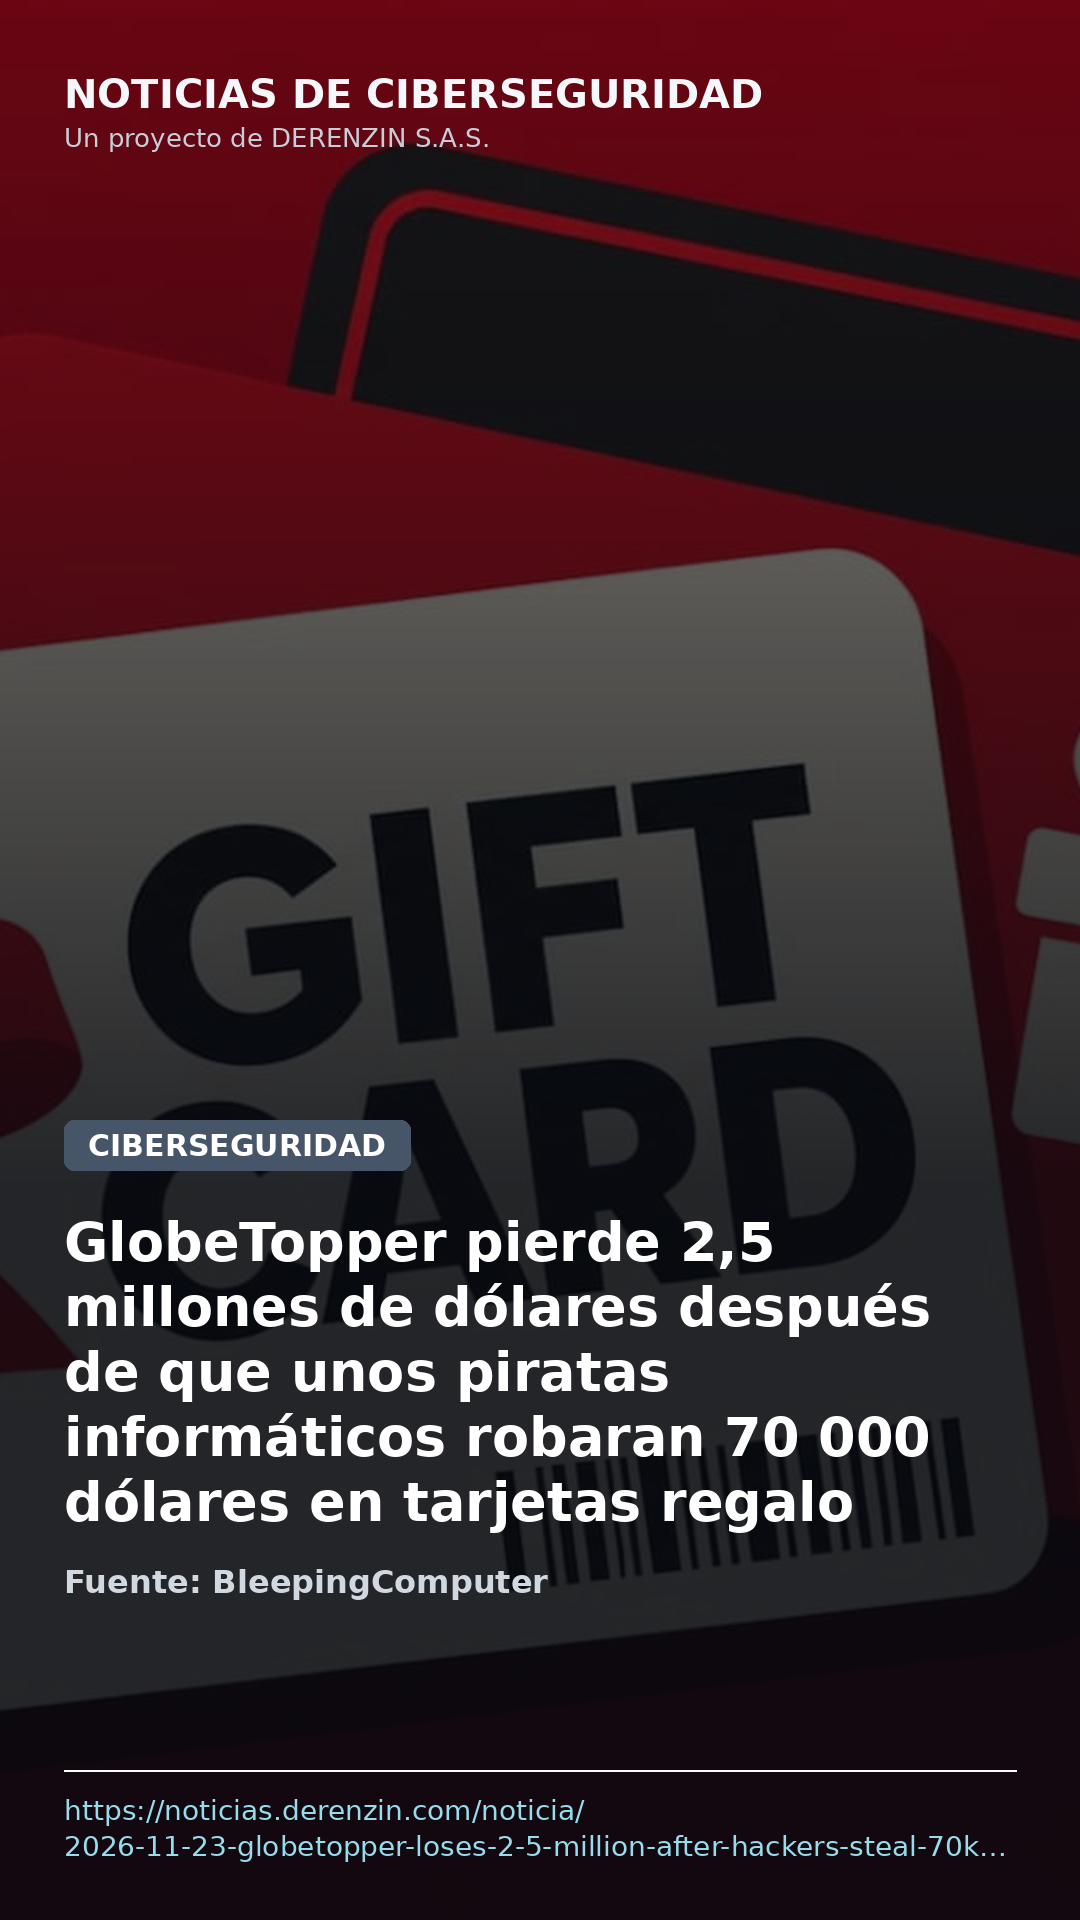 NOTICIAS DE CIBERSEGURIDAD
Un proyecto de DERENZIN S.A.S.
GIFT
CARD
CIBERSEGURIDAD
GlobeTopper pierde 2,5
millones de dólares después
de que unos piratas
informáticos robaran 70 000
dólares en tarjetas regalo
Fuente: BleepingComputer
https://noticias.derenzin.com/noticia/
2026-11-23-globetopper-loses-2-5-million-after-hackers-steal-70k...